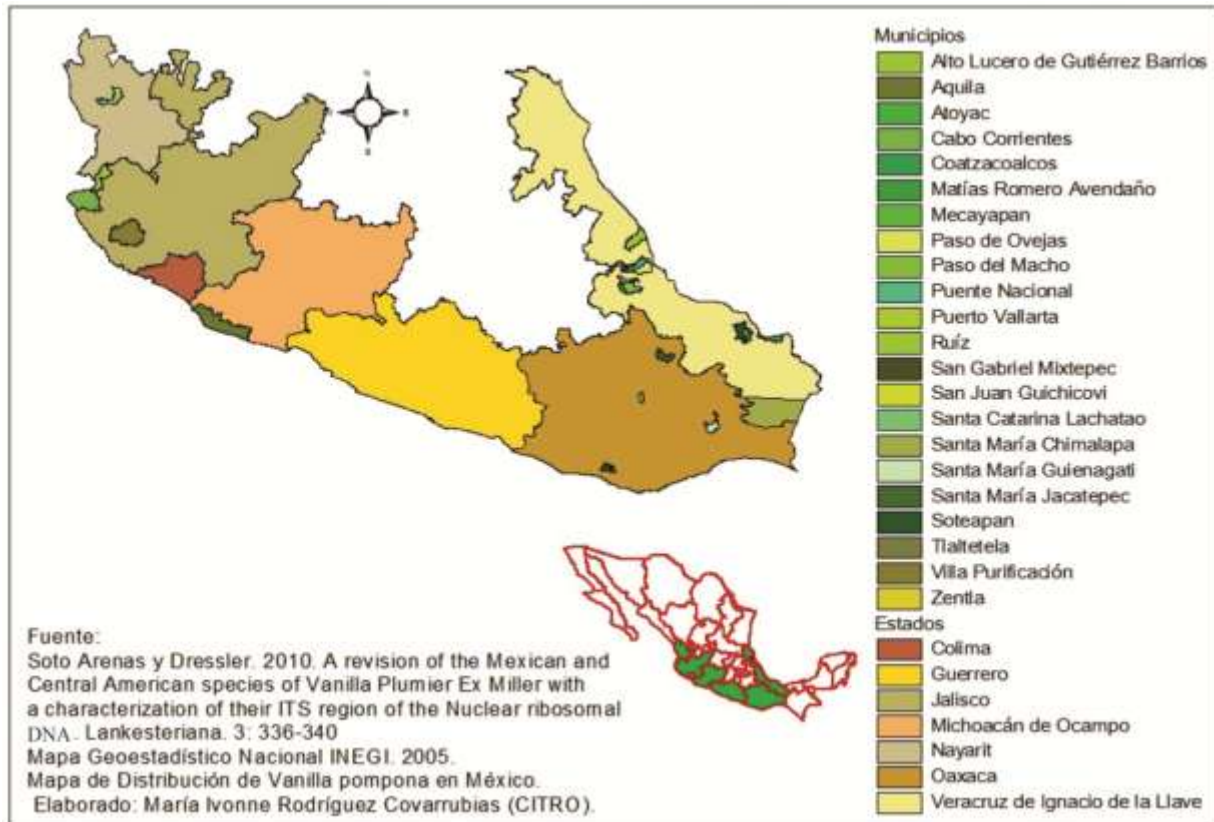 Municipios
Alto Lucero de Gutiérrez Barrios
Aquila
Atoyac
Cabo Corrientes
Coatzacoalcos
Matías Romero Avendaño
Mecayapan
Paso de Ovejas
Paso del Macho
Puente Nacional
Puerto Vallarta
Ruíz
San Gabriel Mixtepec
San Juan Guichicovi
Santa Catarina Lachatao
Santa María Chimalapa
Santa María Guienagati
Santa María Jacatepec
Soteapan
Tlaltetela
Villa Purificación
Zentla
Estados
Colima
Guerrero
Jalisco
Michoacán de Ocampo
Nayarit
Oaxaca
Veracruz de Ignacio de la Llave
Fuente:
Soto Arenas y Dressler. 2010. A revision of the Mexican and
Central American species of Vanilla Plumier Ex Miller with
a characterization of their ITS region of the Nuclear ribosomal
DNA. Lankesteriana. 3: 336-340
Mapa Geoestadístico Nacional INEGI. 2005.
Mapa de Distribución de Vanilla pompona en México.
Elaborado: María Ivonne Rodríguez Covarrubias (CITRO).